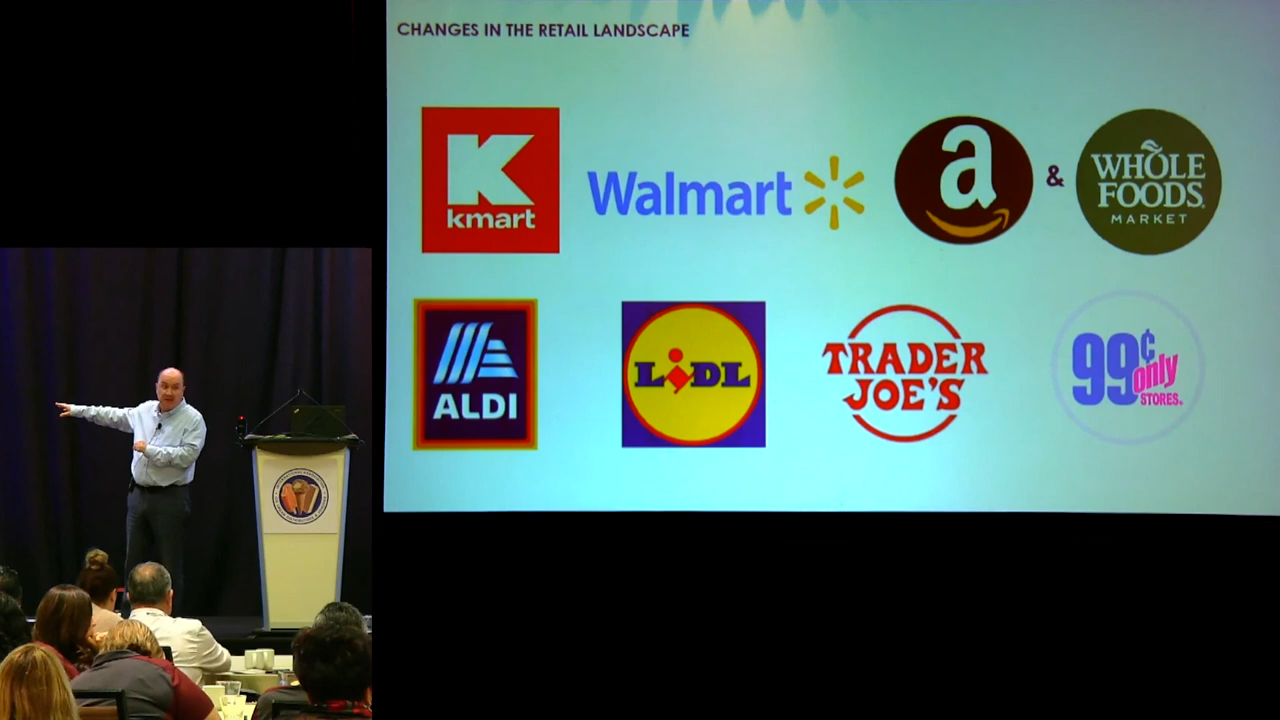 CHANGES IN THE RETAIL LANDSCAPE
K
kmart
Walmart
a
&
WHOLE
FOODS
MARKET
ALDI
LiDL
TRADER
JOE'S
99¢
only
STORES.